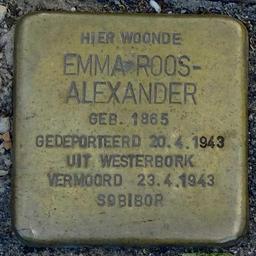 HIER WOONDE
EMMA ROOS-
ALEXANDER
GEB. 1865
GEDEPORTEERD 20.4.1943
UIT WESTERBORK
VERMOORD 23.4.1943
SOBIBOR